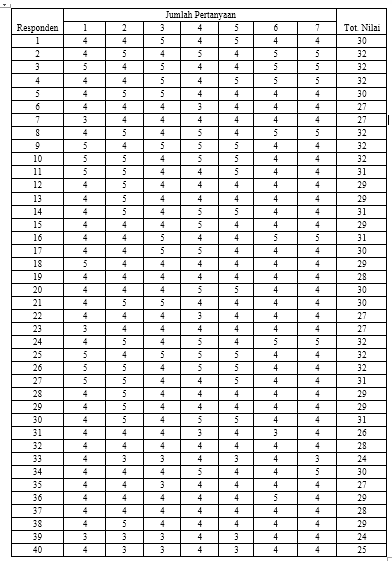 Jumlah Pertanyaan
Responden 1 2 3 4 5 6 7 Tot. Nilai
1 4 4 5 4 5 4 4 30
2 4 5 4 5 4 5 5 32
3 5 4 5 4 4 5 5 32
4 4 4 5 4 5 5 5 32
5 4 5 5 4 4 4 4 30
6 4 4 4 3 4 4 4 27
7 3 4 4 4 4 4 4 27
8 4 5 4 5 4 5 5 32
9 5 4 5 5 5 4 4 32
10 5 5 4 5 5 4 4 32
11 5 5 4 4 5 4 4 31
12 4 5 4 4 4 4 4 29
13 4 5 4 4 4 4 4 29
14 4 5 4 5 5 4 4 31
15 4 4 4 5 4 4 4 29
16 4 4 5 4 4 5 5 31
17 4 4 5 5 4 4 4 30
18 5 4 4 4 4 4 4 29
19 4 4 4 4 4 4 4 28
20 4 4 4 5 5 4 4 30
21 4 5 5 4 4 4 4 30
22 4 4 4 3 4 4 4 27
23 3 4 4 4 4 4 4 27
24 4 5 4 5 4 5 5 32
25 5 4 5 5 5 4 4 32
26 5 5 4 5 5 4 4 32
27 5 5 4 4 5 4 4 31
28 4 5 4 4 4 4 4 29
29 4 5 4 4 4 4 4 29
30 4 5 4 5 5 4 4 31
31 4 4 4 3 4 3 4 26
32 4 4 4 4 4 4 4 28
33 4 3 3 4 3 4 3 24
34 4 4 4 5 4 4 5 30
35 4 4 3 4 4 4 4 27
36 4 4 4 4 4 5 4 29
37 4 4 4 4 4 4 4 28
38 4 5 4 4 4 4 4 29
39 3 3 3 4 3 4 4 24
40 4 3 3 4 3 4 4 25